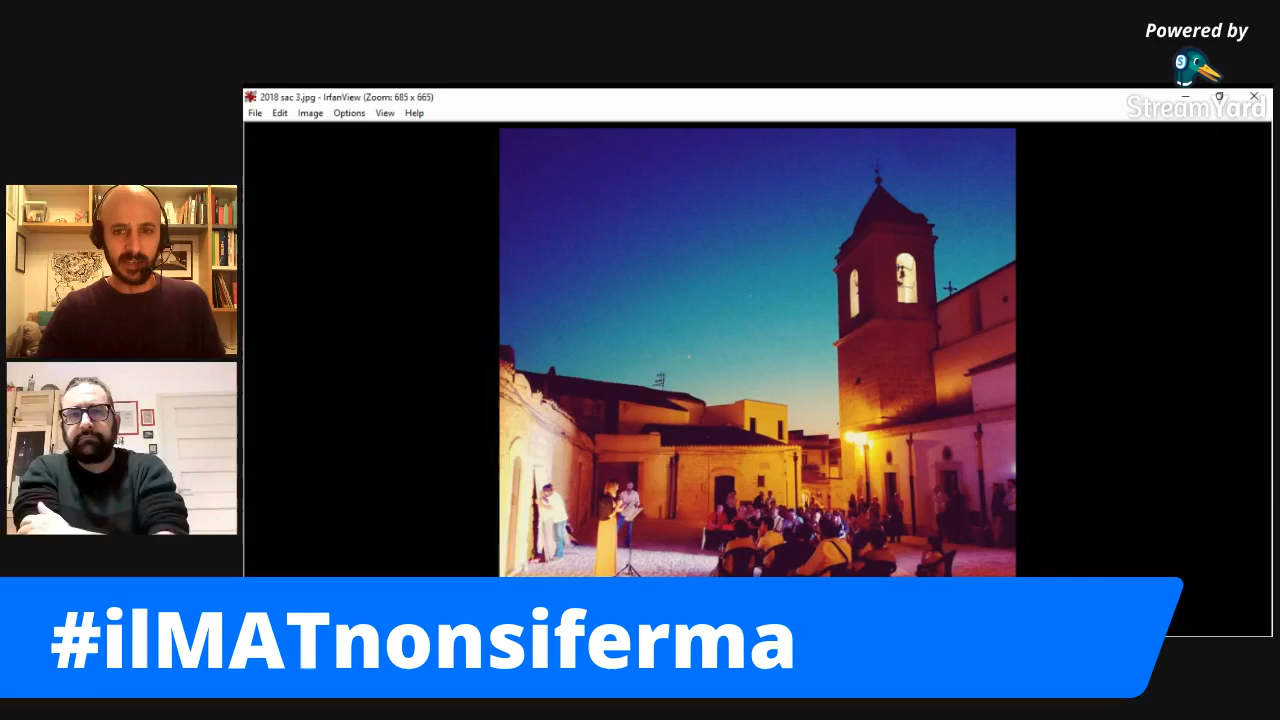 Powered by
StreamYard
2018 sac 3.jpg - IrfanView (Zoom: 685 x 665)
File Edit Image Options View Help
#ilMATnonsiferma